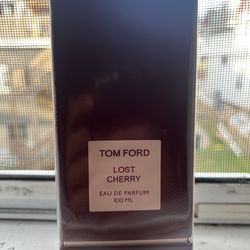 TOM FORD
LOST
CHERRY
EAU DE PARFUM
100 ML